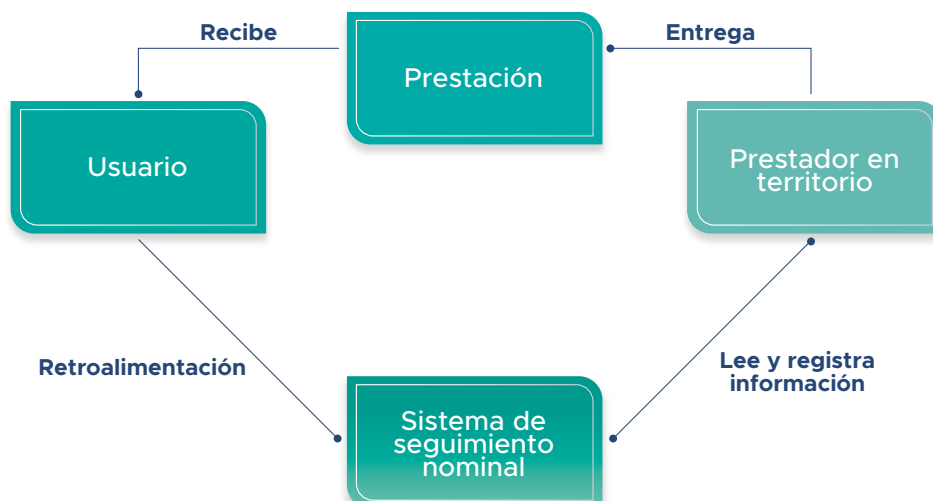 Recibe
Entrega
Prestación
Usuario
Prestador en
territorio
Retroalimentación
Lee y registra
información
Sistema de
seguimiento
nominal